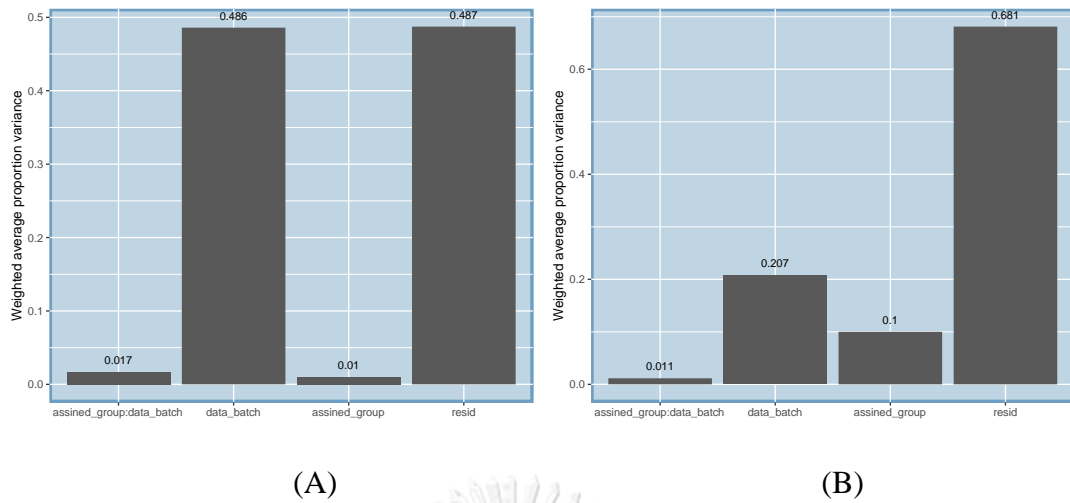 0.5
0.4
0.3
0.2
0.1
0.0
Weighted average proportion variance
0.017
0.486
0.01
0.487
assined_group:data_batch
data_batch
assined_group
resid
(A)
0.6
0.4
0.2
0.0
Weighted average proportion variance
0.011
0.207
0.1
0.681
assined_group:data_batch
data_batch
assined_group
resid
(B)